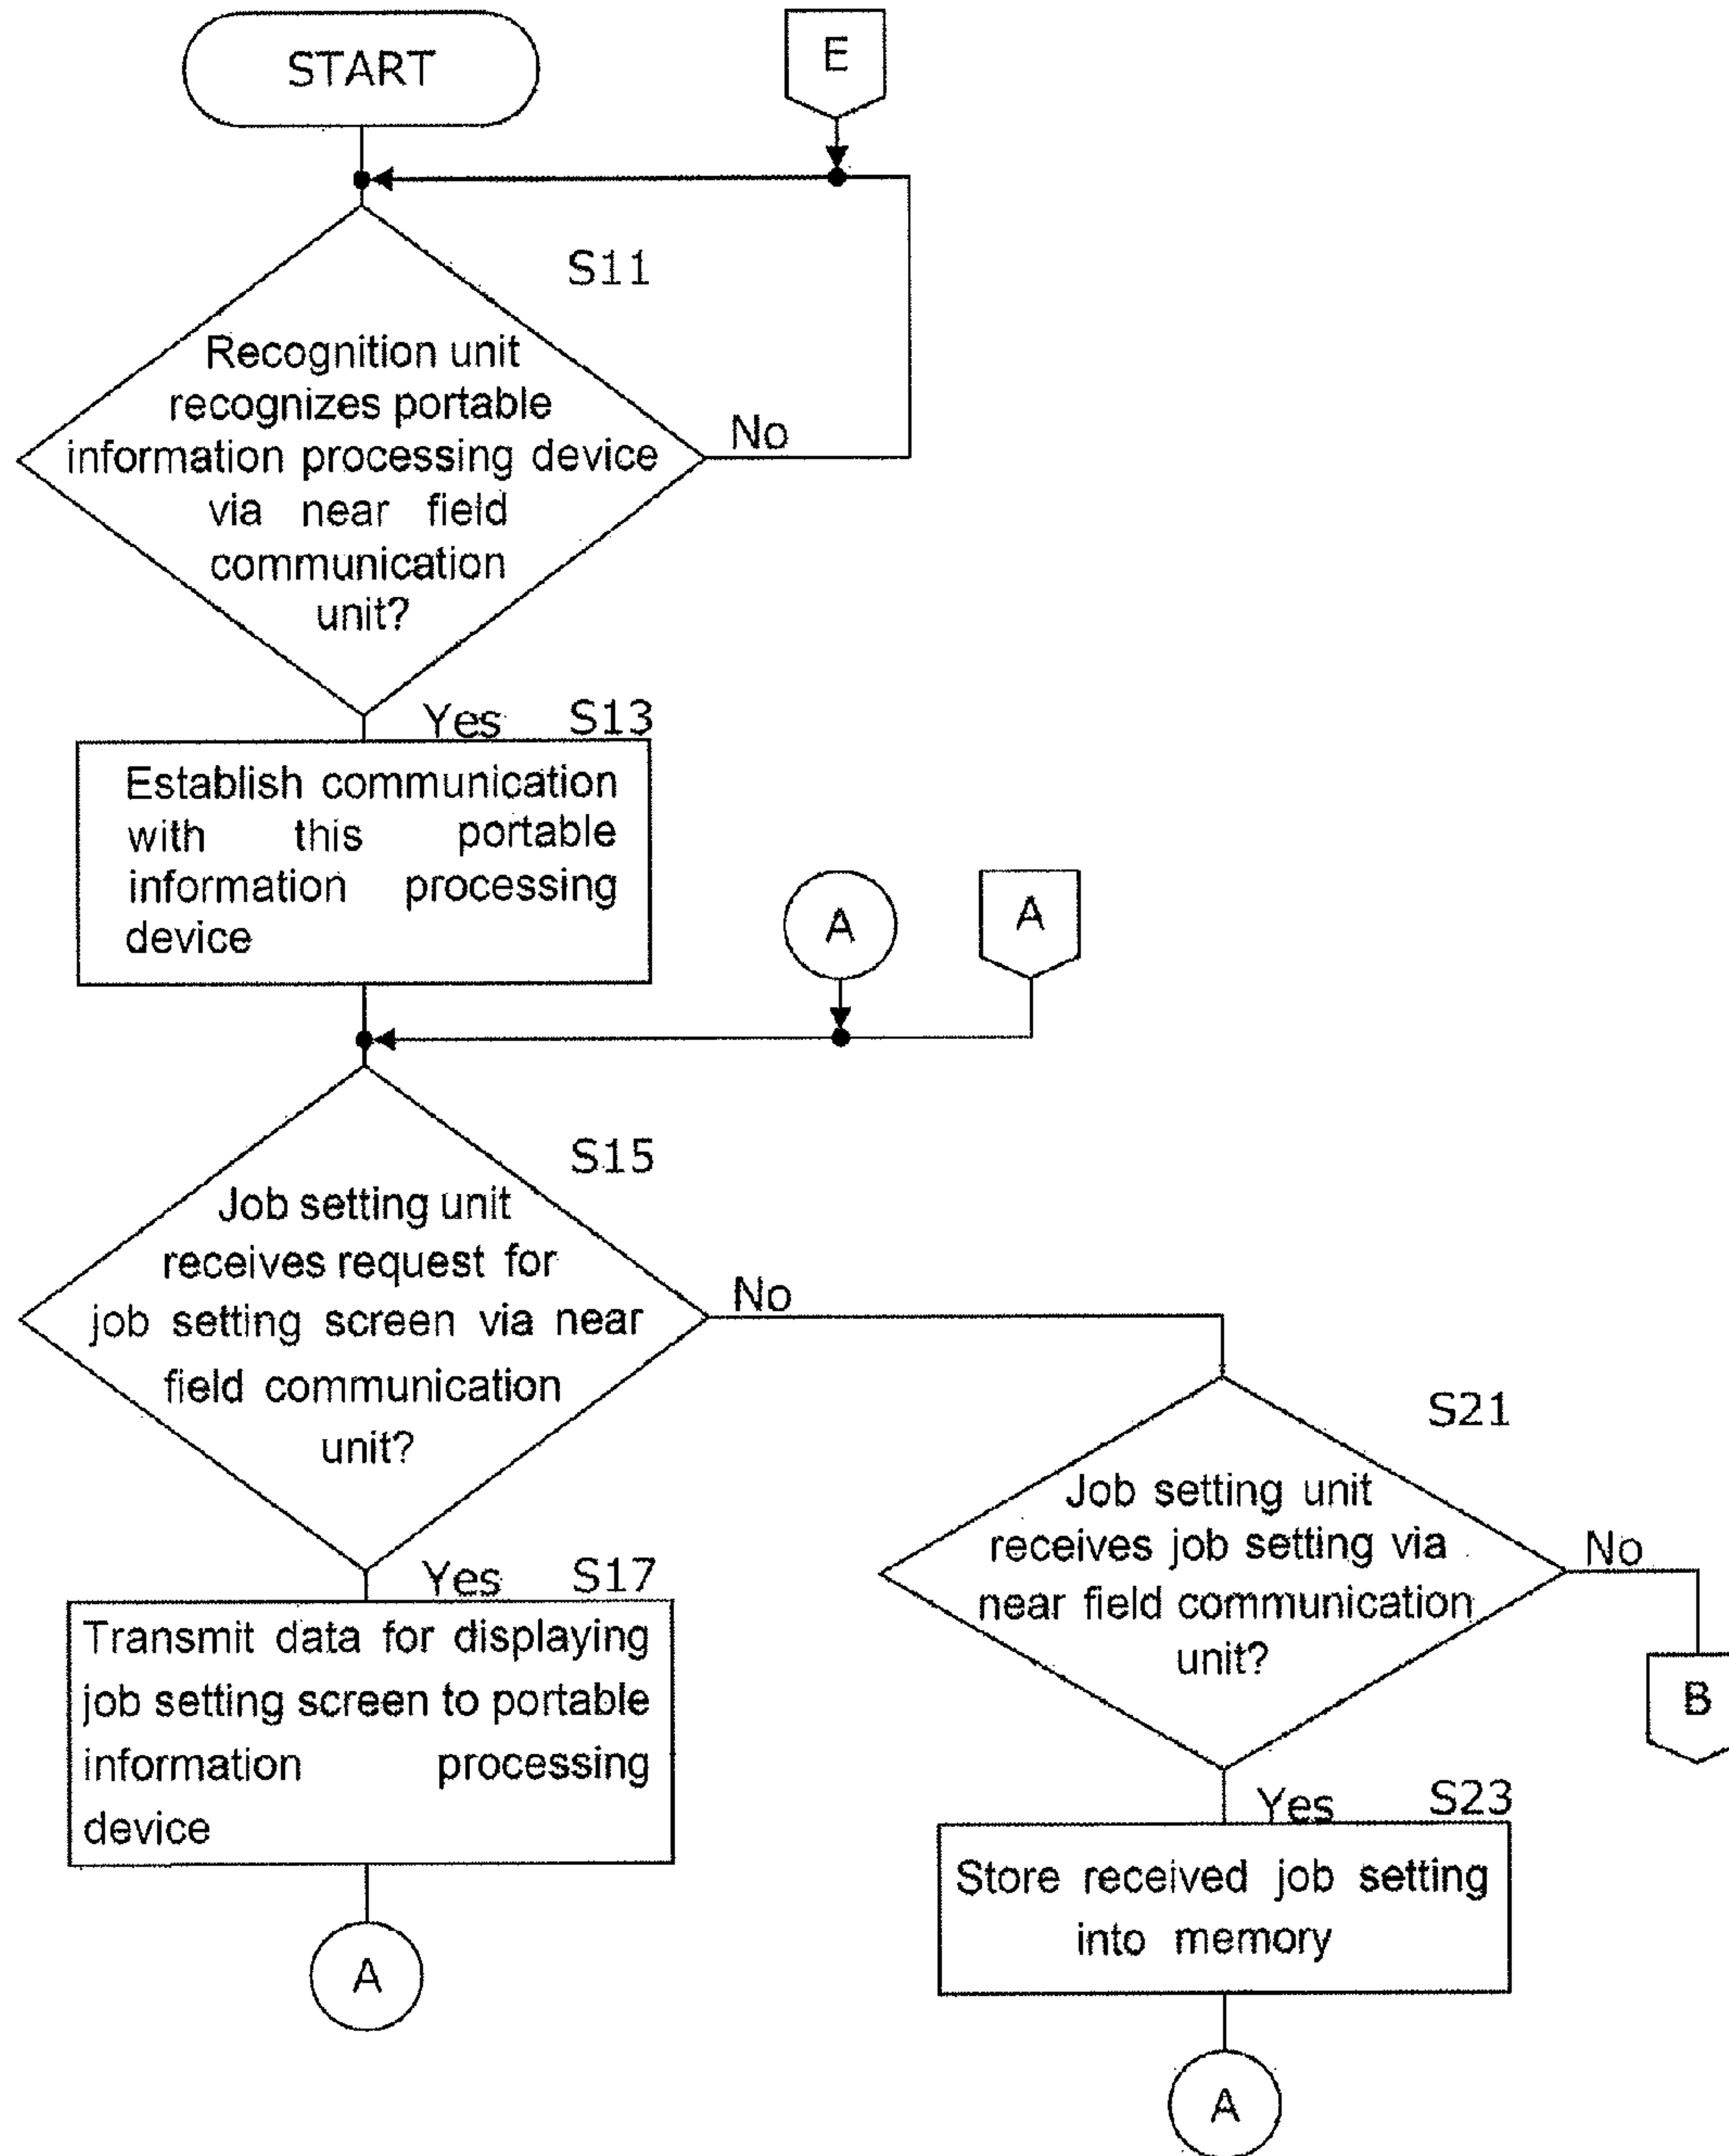 START
E
S11
Recognition unit
recognizes portable
information processing device
via near field
communication
unit?
No
Yes
S13
Establish communication
with this portable
information processing
device
A
A
S15
Job setting unit
receives request for
job setting screen via near
field communication
unit?
No
Yes
S17
Transmit data for displaying
job setting screen to portable
information processing
device
A
S21
Job setting unit
receives job setting via
near field communication
unit?
No
B
Yes
S23
Store received job setting
into memory
A